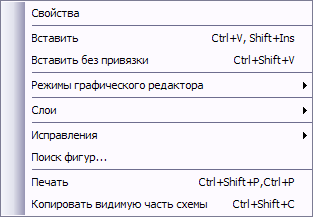 Свойства
Вставить Ctrl+V, Shift+Ins
Вставить без привязки Ctrl+Shift+V
Режимы графического редактора
Слои
Исправления
Поиск фигур...
Печать Ctrl+Shift+P,Ctrl+P
Копировать видимую часть схемы Ctrl+Shift+C